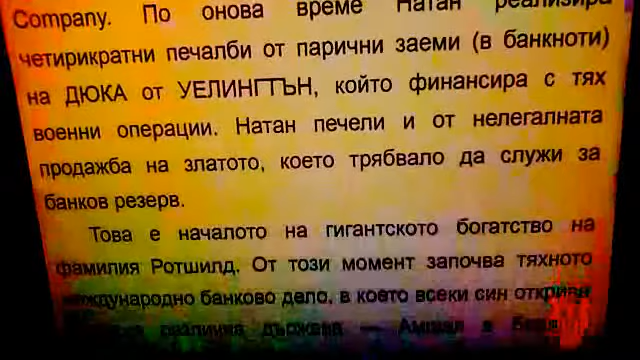 Company. По онова време Натан реализира
четирикратни печалби от парични заеми (в банкноти)
на ДЮКА от УЕЛИНГТЪН, който финансира с тях
военни операции. Натан печели и от нелегалната
продажба на златото, което трябвало да служи за
банков резерв.
Това е началото на гигантското богатство на
фамилия Ротшилд. От този момент започва тяхното
международно банково дело, в което всеки син открива
различна държава —